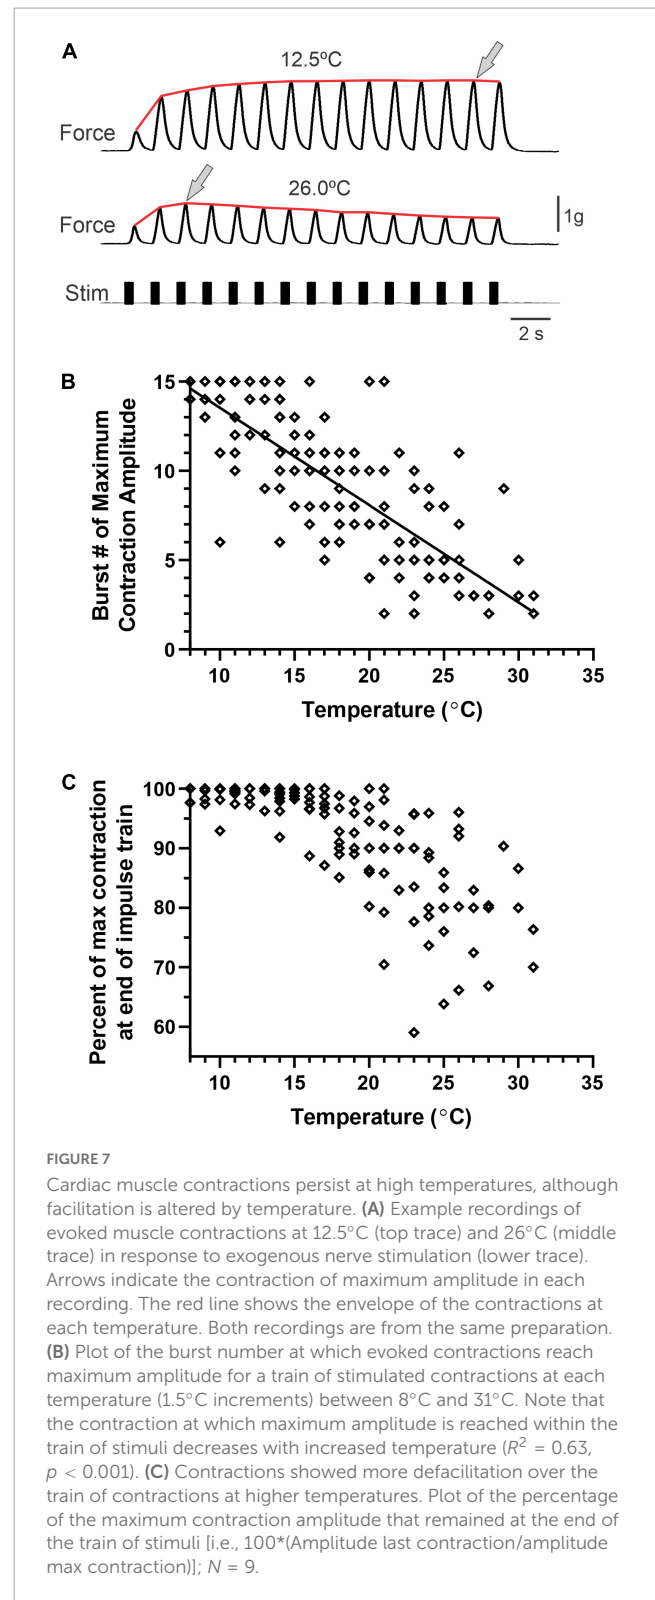 A
12.5ºC
Force
26.0ºC
Force
1g
Stim
2 s
B
Burst # of Maximum
Contraction Amplitude
15
10
5
0
10 15 20 25 30 35
Temperature (°C)
C
Percent of max contraction
at end of impulse train
100
90
80
70
60
10 15 20 25 30 35
Temperature (°C)
FIGURE 7
Cardiac muscle contractions persist at high temperatures, although
facilitation is altered by temperature. (A) Example recordings of
evoked muscle contractions at 12.5°C (top trace) and 26°C (middle
trace) in response to exogenous nerve stimulation (lower trace).
Arrows indicate the contraction of maximum amplitude in each
recording. The red line shows the envelope of the contractions at
each temperature. Both recordings are from the same preparation.
(B) Plot of the burst number at which evoked contractions reach
maximum amplitude for a train of stimulated contractions at each
temperature (1.5°C increments) between 8°C and 31°C. Note that
the contraction at which maximum amplitude is reached within the
train of stimuli decreases with increased temperature (R² = 0.63,
p < 0.001). (C) Contractions showed more defacilitation over the
train of contractions at higher temperatures. Plot of the percentage
of the maximum contraction amplitude that remained at the end of
the train of stimuli [i.e., 100*(Amplitude last contraction/amplitude
max contraction)]; N = 9.